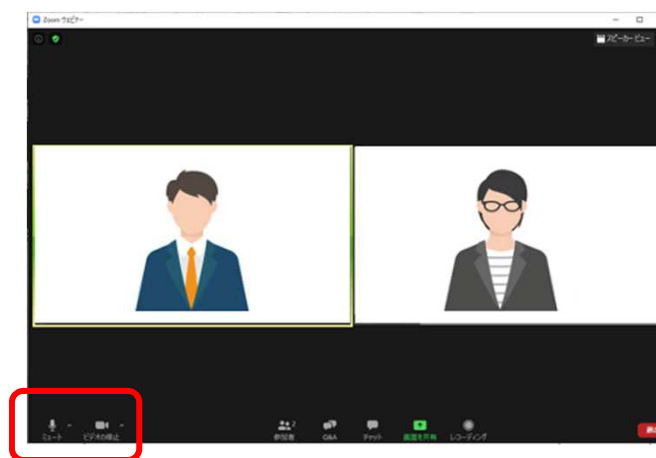 Zoom ウェビナー
スピーカー ビュー
2
ミュート
ビデオの停止
参加者
Q&A
チャット
画面を共有
レコーディング